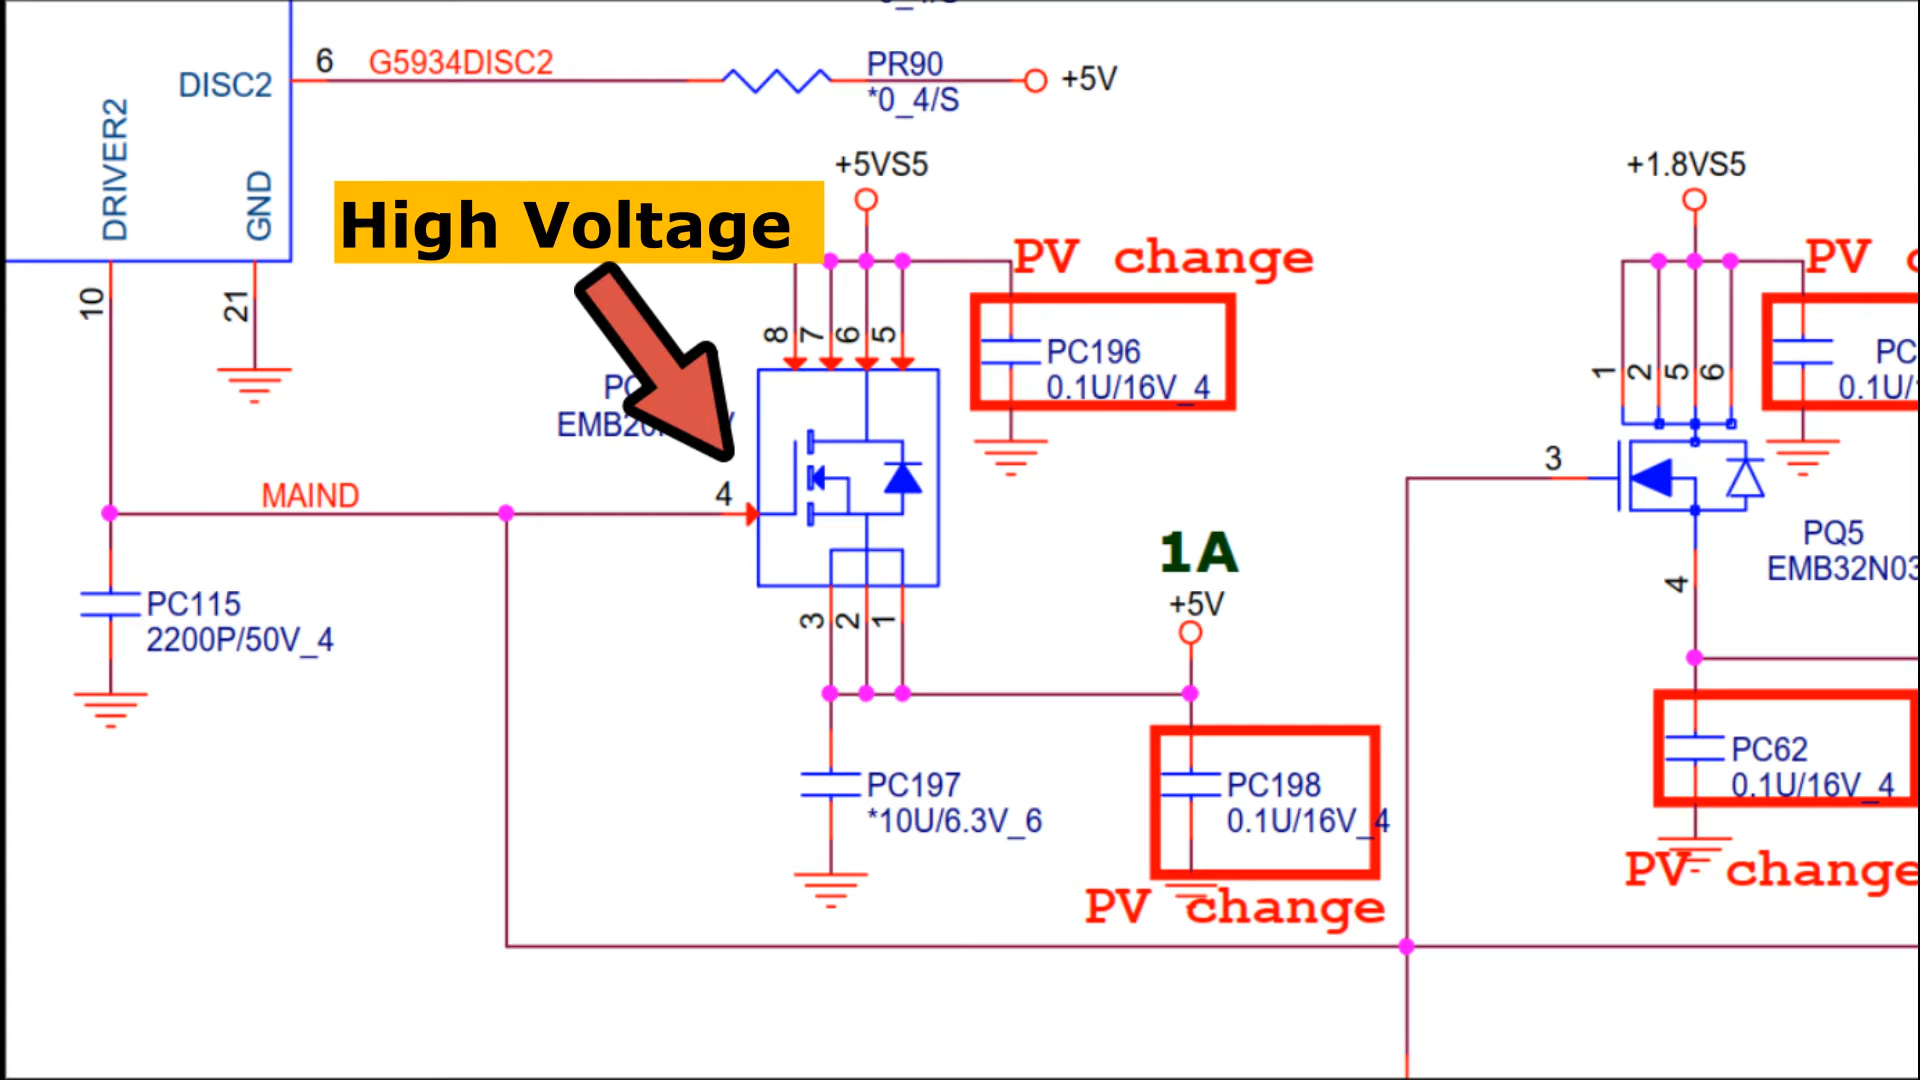 6
G5934DISC2
PR90
*0_4/S
+5V
DISC2
DRIVER2
GND
10
21
High Voltage
+5VS5
PV change
8
7
6
5
PC196
0.1U/16V_4
+1.8VS5
PV
1
2
5
6
PC
3
PQ5
EMB32N03
4
MAIND
4
PC115
2200P/50V_4
3
2
1
1A
+5V
PC197
*10U/6.3V_6
PC198
0.1U/16V_4
PV change
PC62
0.1U/16V_4
PV change